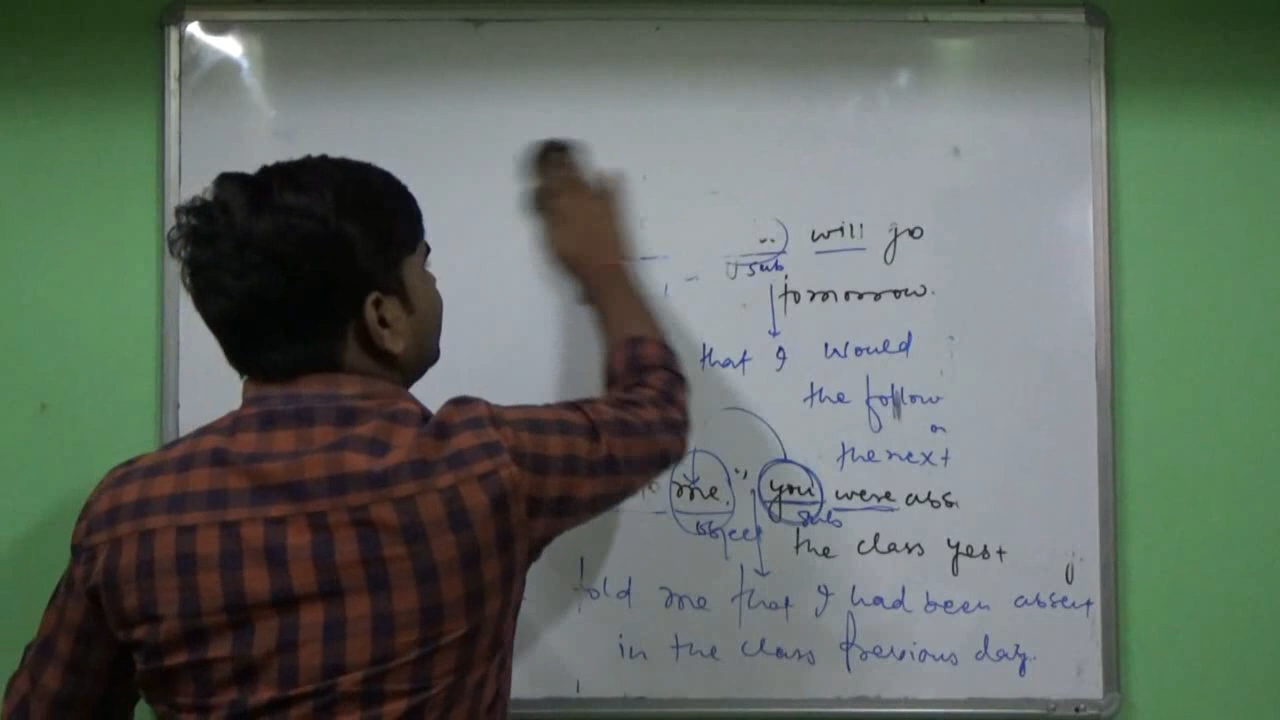 will go
sub
tomorrow.
that I would
the follow
or
the next
me. " you were abs
object sub
the class yest
told me that I had been absent
in the class previous day.